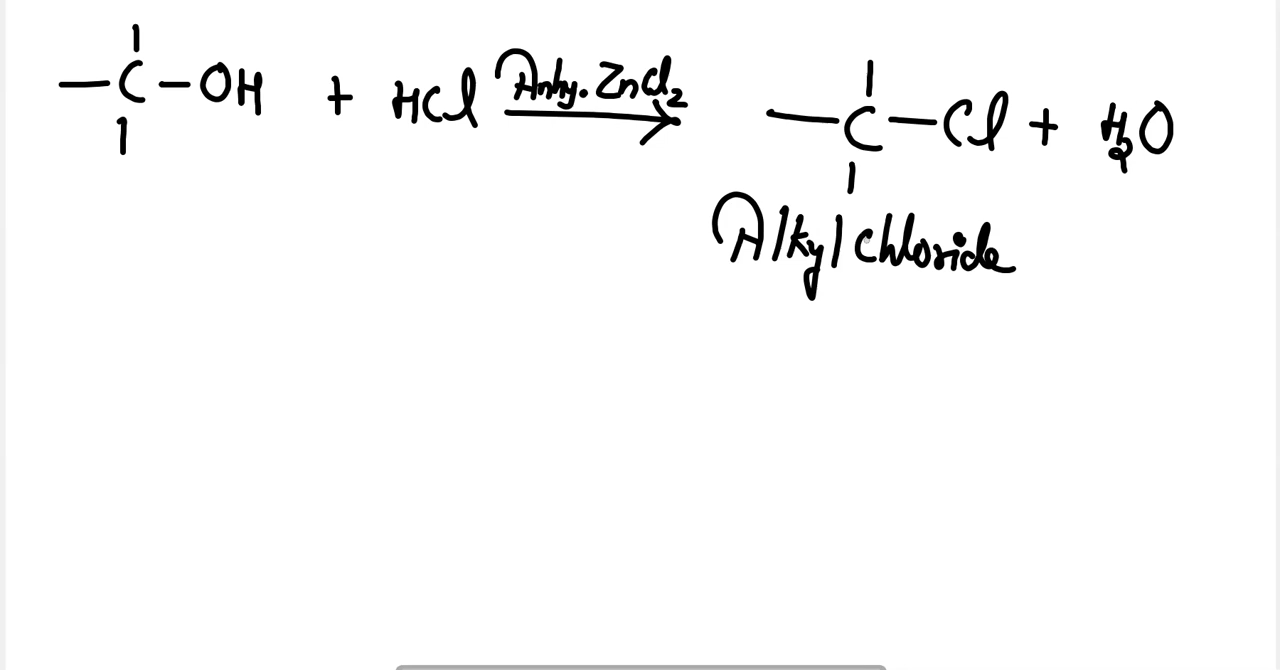 —C—OH + HCl Anhy. ZnCl₂ → —C—Cl + H₂O
Alkyl chloride